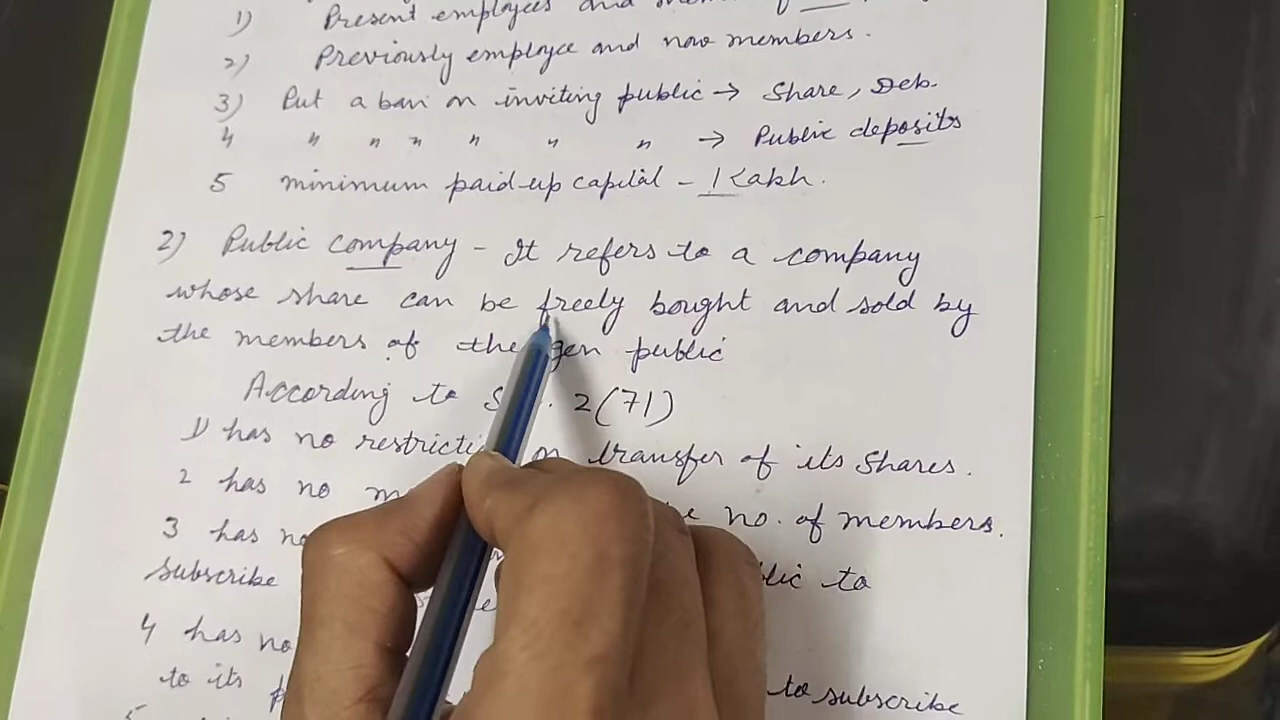 1) Present employees and
2) Previously employee and now members.
3) Put a ban on inviting public → Share, Deb.
4 " " " " " " → Public deposits
5 minimum paid-up capital - 1 Lakh.
2) Public company - It refers to a company
whose share can be freely bought and sold by
the members of the gen public
According to 2(71)
1) has no on transfer of its Shares.
2 has no no. of members.
3 has no
subscribe to
4 has no
to its to subscribe
5